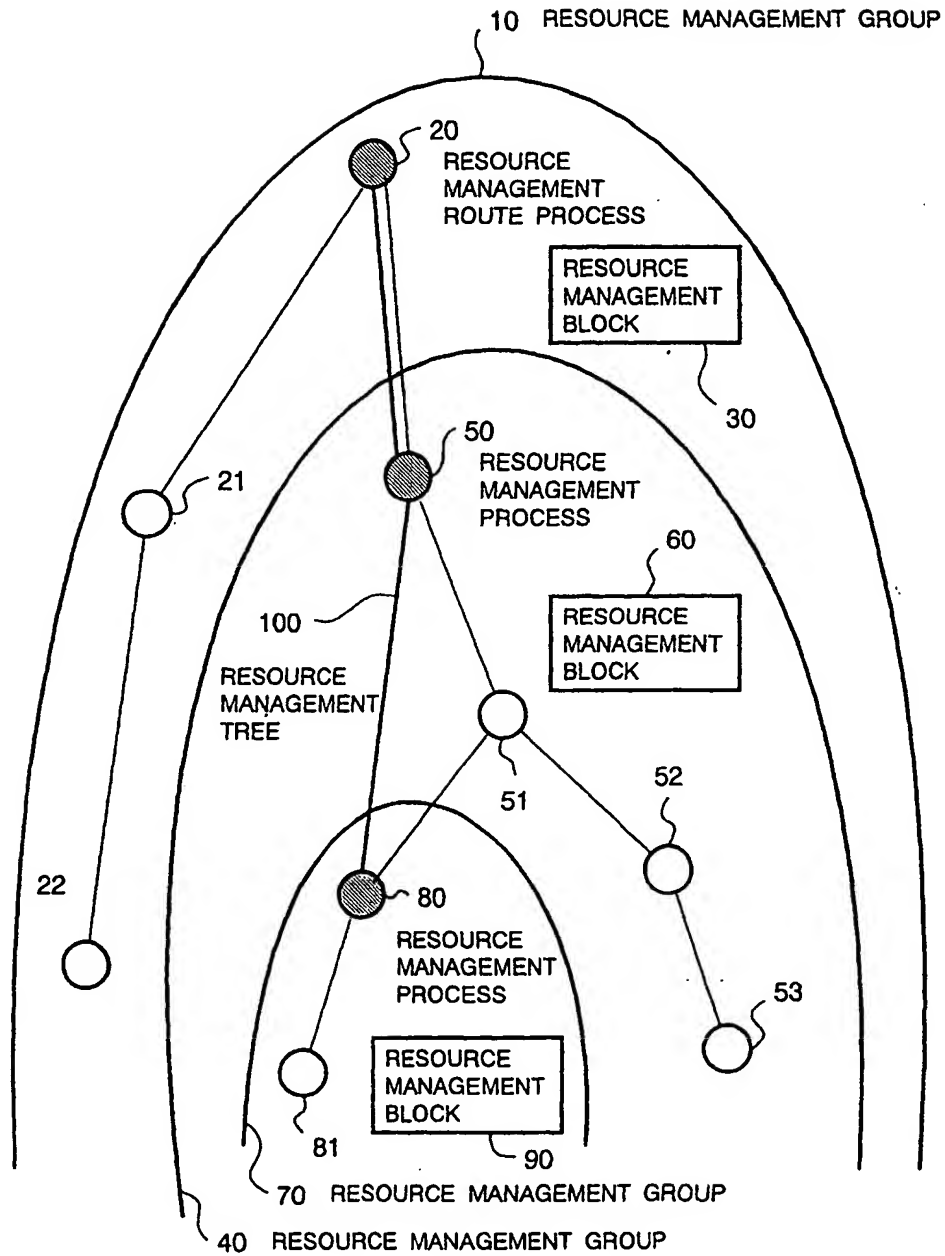 10 RESOURCE MANAGEMENT GROUP
20
RESOURCE
MANAGEMENT
ROUTE PROCESS
RESOURCE
MANAGEMENT
BLOCK
30
50
RESOURCE
MANAGEMENT
PROCESS
21
60
RESOURCE
MANAGEMENT
BLOCK
100
RESOURCE
MANAGEMENT
TREE
51
52
22
80
RESOURCE
MANAGEMENT
PROCESS
53
RESOURCE
MANAGEMENT
BLOCK
81
90
70 RESOURCE MANAGEMENT GROUP
40 RESOURCE MANAGEMENT GROUP